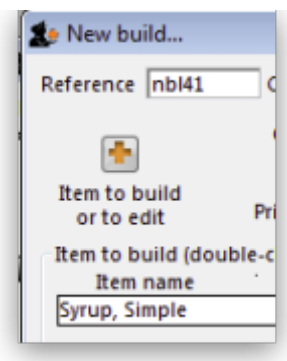 New build...
Reference nbl41
Item to build
or to edit
Item to build (double-c
Item name
Syrup, Simple